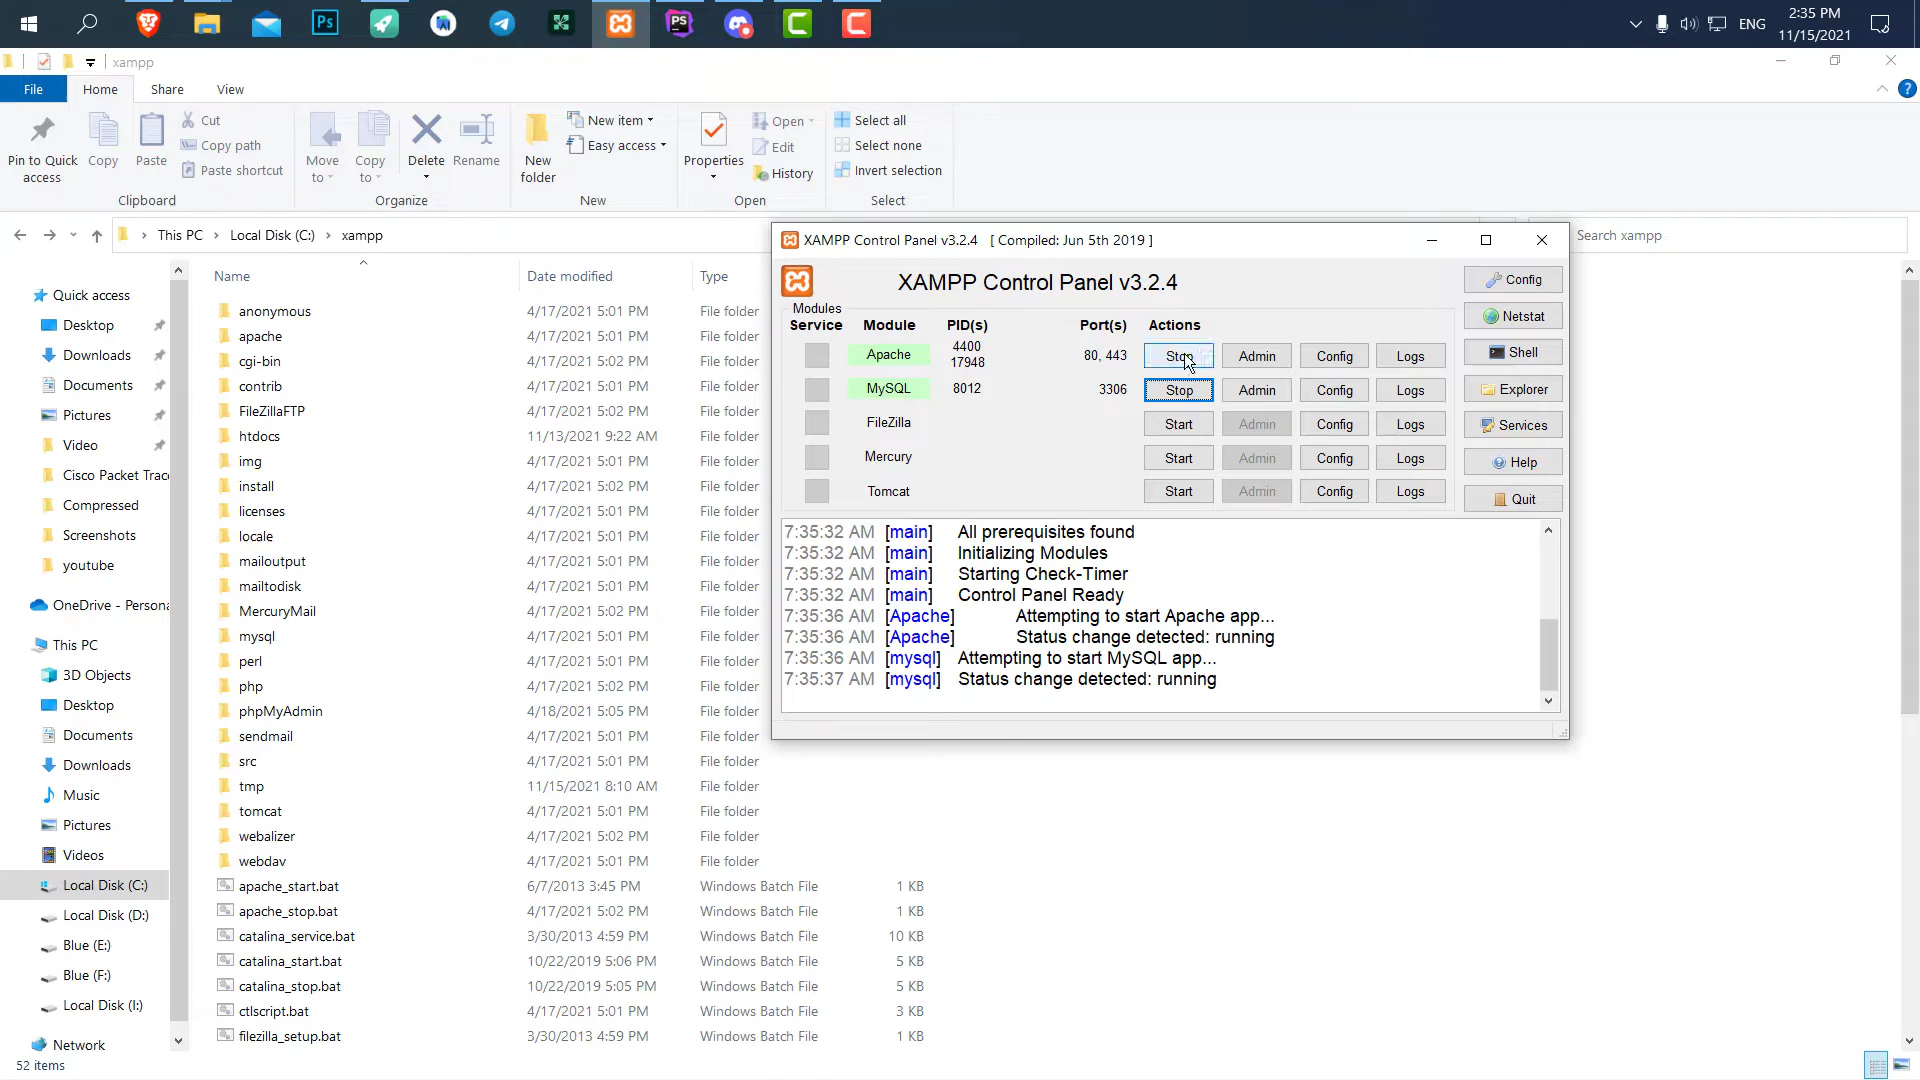 2:35 PM
ENG
11/15/2021
Ps
PS
xampp
File
Home
Share
View
Pin to Quick access
Copy
Paste
Cut
Copy path
Paste shortcut
Clipboard
Move to
Copy to
Delete
Rename
Organize
New folder
New item
Easy access
New
Properties
Open
Edit
History
Open
Select all
Select none
Invert selection
Select
This PC
Local Disk (C:)
xampp
Search xampp
Quick access
Desktop
Downloads
Documents
Pictures
Video
Cisco Packet Trac
Compressed
Screenshots
youtube
OneDrive - Persona
This PC
3D Objects
Desktop
Documents
Downloads
Music
Pictures
Videos
Local Disk (C:)
Local Disk (D:)
Blue (E:)
Blue (F:)
Local Disk (I:)
Network
Name Date modified Type
anonymous 4/17/2021 5:01 PM File folder
apache 4/17/2021 5:01 PM File folder
cgi-bin 4/17/2021 5:02 PM File folder
contrib 4/17/2021 5:01 PM File folder
FileZillaFTP 4/17/2021 5:02 PM File folder
htdocs 11/13/2021 9:22 AM File folder
img 4/17/2021 5:01 PM File folder
install 4/17/2021 5:02 PM File folder
licenses 4/17/2021 5:01 PM File folder
locale 4/17/2021 5:01 PM File folder
mailoutput 4/17/2021 5:01 PM File folder
mailtodisk 4/17/2021 5:01 PM File folder
MercuryMail 4/17/2021 5:02 PM File folder
mysql 4/17/2021 5:01 PM File folder
perl 4/17/2021 5:01 PM File folder
php 4/17/2021 5:02 PM File folder
phpMyAdmin 4/18/2021 5:05 PM File folder
sendmail 4/17/2021 5:01 PM File folder
src 4/17/2021 5:01 PM File folder
tmp 11/15/2021 8:10 AM File folder
tomcat 4/17/2021 5:01 PM File folder
webalizer 4/17/2021 5:02 PM File folder
webdav 4/17/2021 5:01 PM File folder
apache_start.bat 6/7/2013 3:45 PM Windows Batch File 1 KB
apache_stop.bat 4/17/2021 5:02 PM Windows Batch File 1 KB
catalina_service.bat 3/30/2013 4:59 PM Windows Batch File 10 KB
catalina_start.bat 10/22/2019 5:06 PM Windows Batch File 5 KB
catalina_stop.bat 10/22/2019 5:05 PM Windows Batch File 5 KB
ctlscript.bat 4/17/2021 5:01 PM Windows Batch File 3 KB
filezilla_setup.bat 3/30/2013 4:59 PM Windows Batch File 1 KB
52 items
XAMPP Control Panel v3.2.4 [ Compiled: Jun 5th 2019 ]
XAMPP Control Panel v3.2.4
Modules
Service Module PID(s) Port(s) Actions
Apache 4400 17948 80, 443 Stop Admin Config Logs
MySQL 8012 3306 Stop Admin Config Logs
FileZilla Start Admin Config Logs
Mercury Start Admin Config Logs
Tomcat Start Admin Config Logs
Config
Netstat
Shell
Explorer
Services
Help
Quit
7:35:32 AM [main] All prerequisites found
7:35:32 AM [main] Initializing Modules
7:35:32 AM [main] Starting Check-Timer
7:35:32 AM [main] Control Panel Ready
7:35:36 AM [Apache] Attempting to start Apache app...
7:35:36 AM [Apache] Status change detected: running
7:35:36 AM [mysql] Attempting to start MySQL app...
7:35:37 AM [mysql] Status change detected: running